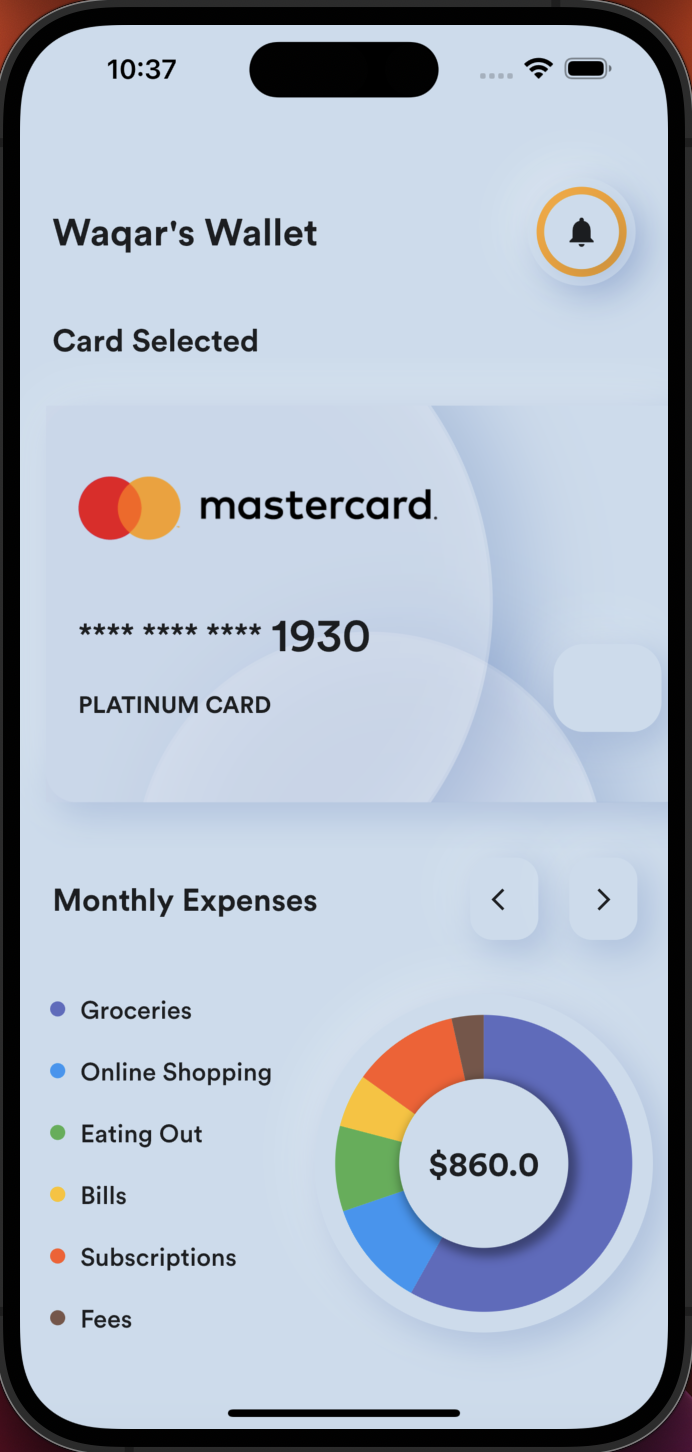 10:37
Waqar's Wallet
Card Selected
mastercard.
**** **** **** 1930
PLATINUM CARD
Monthly Expenses
Groceries
Online Shopping
Eating Out
Bills
Subscriptions
Fees
$860.0